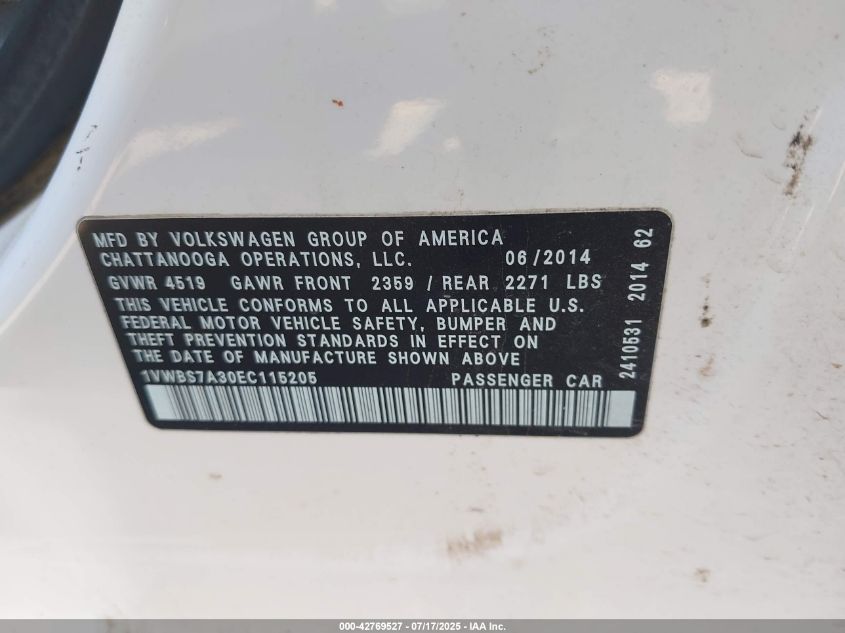 MFD BY VOLKSWAGEN GROUP OF AMERICA
CHATTANOOGA OPERATIONS, LLC. 06/2014
GVWR 4519 GAWR FRONT 2359 / REAR 2271 LBS
THIS VEHICLE CONFORMS TO ALL APPLICABLE U.S.
FEDERAL MOTOR VEHICLE SAFETY, BUMPER AND
THEFT PREVENTION STANDARDS IN EFFECT ON
THE DATE OF MANUFACTURE SHOWN ABOVE
1VWBS7A30EC115205 PASSENGER CAR
2410531 2014 62
000-42769527 - 07/17/2025 - IAA Inc.